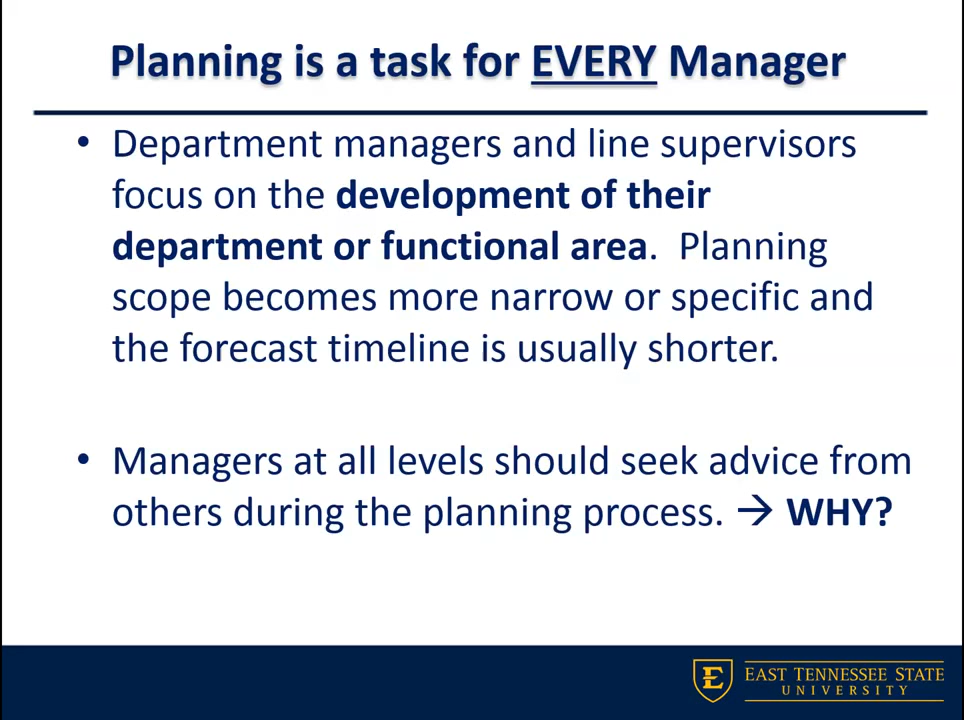 Planning is a task for EVERY Manager
• Department managers and line supervisors
focus on the development of their
department or functional area.  Planning
scope becomes more narrow or specific and
the forecast timeline is usually shorter.
• Managers at all levels should seek advice from
others during the planning process. → WHY?
E
EAST TENNESSEE STATE
UNIVERSITY